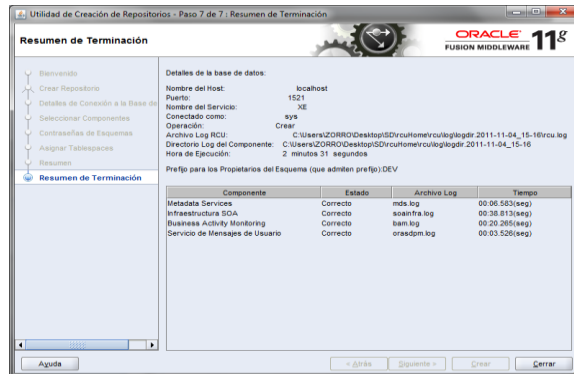 Utilidad de Creación de Repositorios - Paso 7 de 7 : Resumen de Terminación
Resumen de Terminación
ORACLE
FUSION MIDDLEWARE 11g
Bienvenido
Crear Repositorio
Detalles de Conexión a la Base de
Seleccionar Componentes
Contraseñas de Esquemas
Asignar Tablespaces
Resumen
Resumen de Terminación
Detalles de la base de datos:
Nombre del Host: localhost
Puerto: 1521
Nombre del Servicio: XE
Conectado como: sys
Operación: Crear
Archivo Log RCU: C:\Users\ZORRO\Desktop\SD\rcuHome\rcu\log\logdir.2011-11-04_15-16\rcu.log
Directorio Log del Componente: C:\Users\ZORRO\Desktop\SD\rcuHome\rcu\log\logdir.2011-11-04_15-16
Hora de Ejecución: 2 minutos 31 segundos
Prefijo para los Propietarios del Esquema (que admiten prefijo):DEV
Componente Estado Archivo Log Tiempo
Metadata Services Correcto mds.log 00:06.583(seg)
Infraestructura SOA Correcto soainfra.log 00:38.813(seg)
Business Activity Monitoring Correcto bam.log 00:20.265(seg)
Servicio de Mensajes de Usuario Correcto orasdpm.log 00:03.526(seg)
Ayuda < Atrás Siguiente > Crear Cerrar